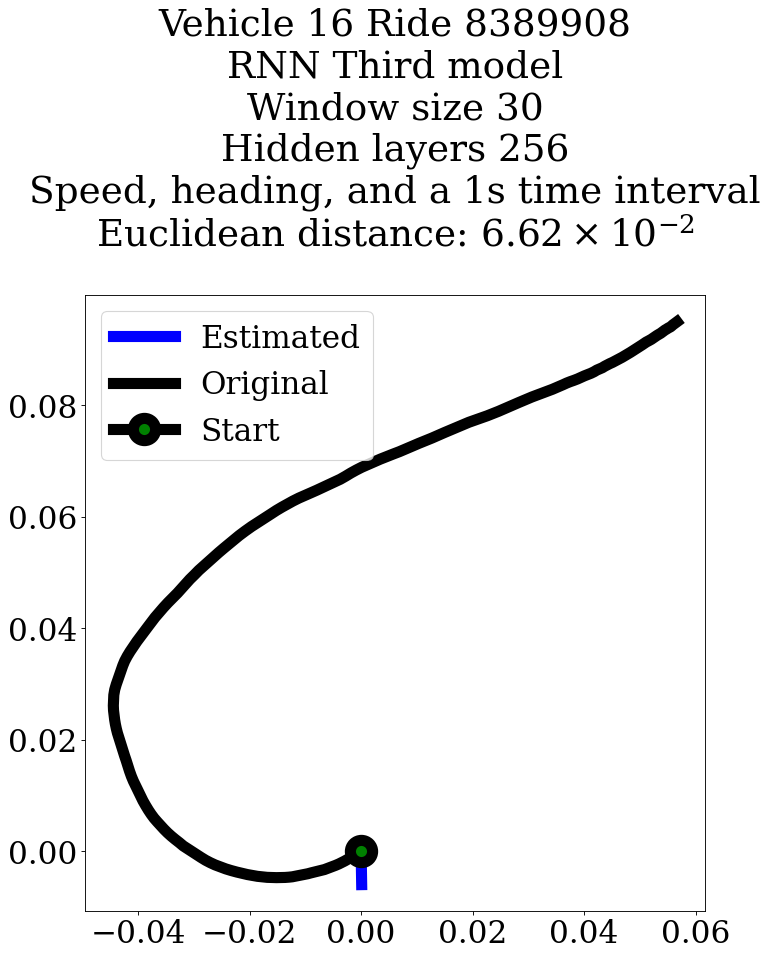 Vehicle 16 Ride 8389908
RNN Third model
Window size 30
Hidden layers 256
Speed, heading, and a 1s time interval
Euclidean distance: 6.62 × 10⁻²
Estimated
Original
Start
0.08
0.06
0.04
0.02
0.00
−0.04 −0.02 0.00 0.02 0.04 0.06